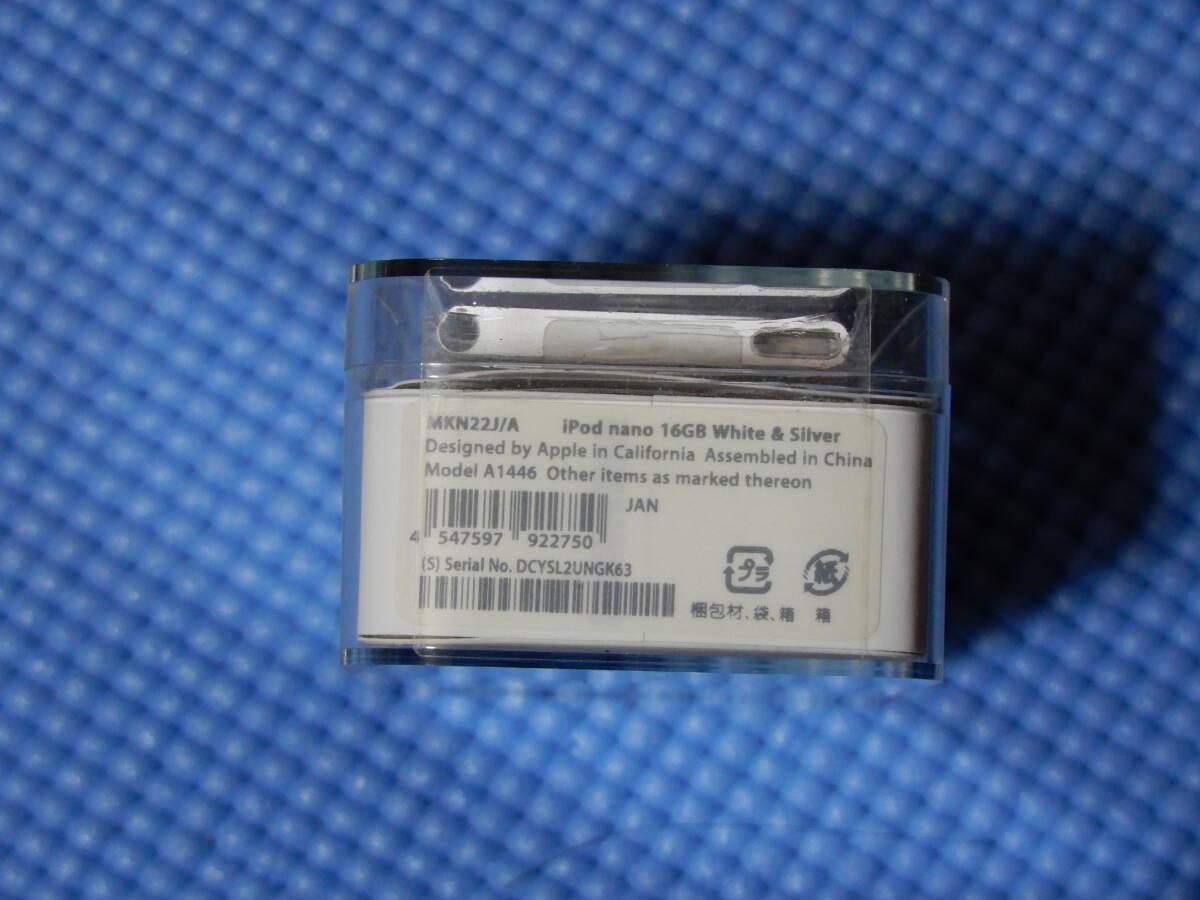 MKN22J/A iPod nano 16GB White & Silver
Designed by Apple in California Assembled in China
Model A1446 Other items as marked thereon
JAN
4 547597 922750
(S) Serial No. DCYSL2UNGK63
プラ 紙
梱包材、袋、箱 箱